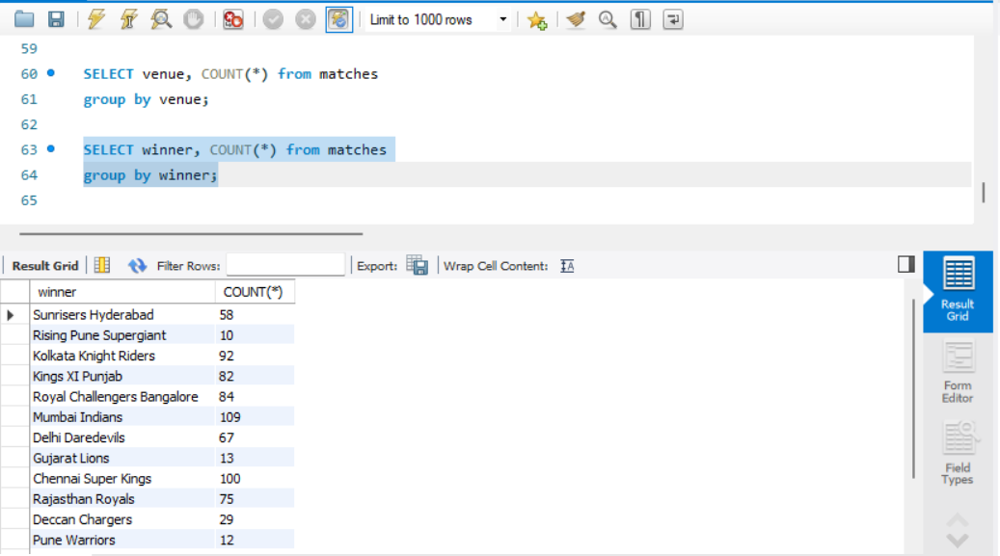 Limit to 1000 rows
59
60 SELECT venue, COUNT(*) from matches
61 group by venue;
62
63 SELECT winner, COUNT(*) from matches
64 group by winner;
65
Result Grid Filter Rows: Export: Wrap Cell Content: IA
winner COUNT(*)
Sunrisers Hyderabad 58
Rising Pune Supergiant 10
Kolkata Knight Riders 92
Kings XI Punjab 82
Royal Challengers Bangalore 84
Mumbai Indians 109
Delhi Daredevils 67
Gujarat Lions 13
Chennai Super Kings 100
Rajasthan Royals 75
Deccan Chargers 29
Pune Warriors 12
Result
Grid
Form
Editor
Field
Types